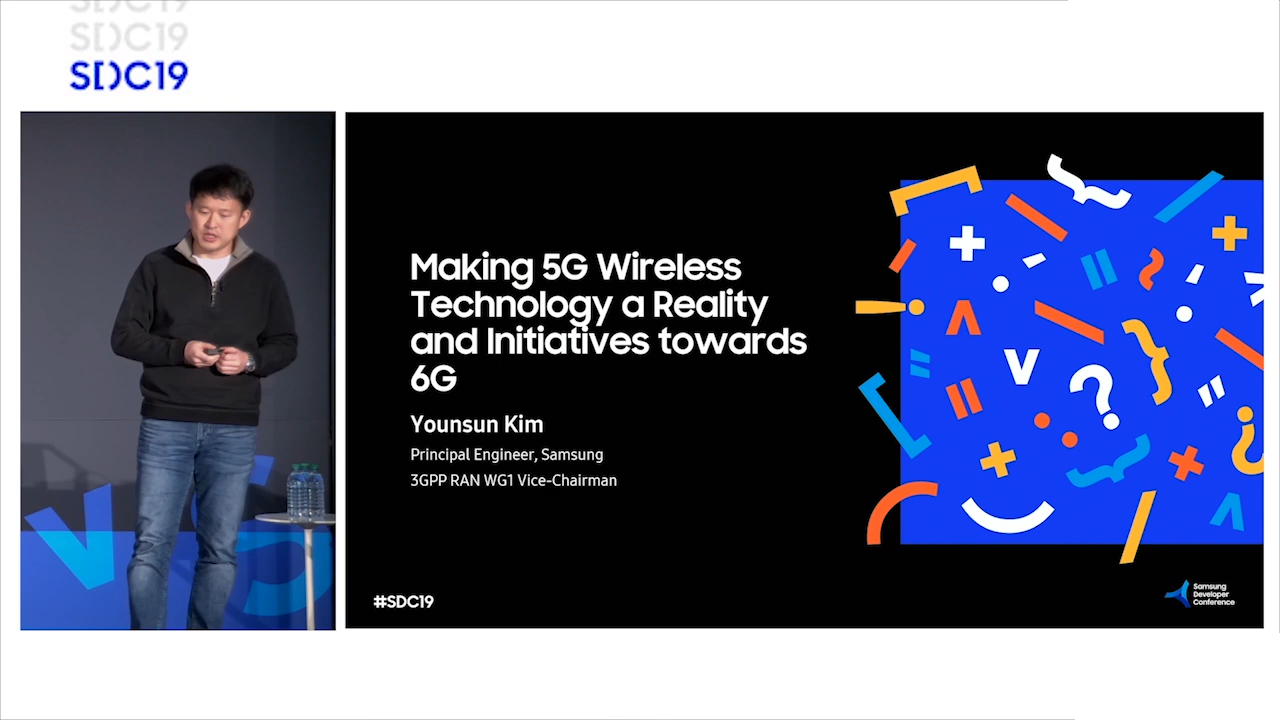 SDC19
SDC19
SDC19
Making 5G Wireless
Technology a Reality
and Initiatives towards
6G
Younsun Kim
Principal Engineer, Samsung
3GPP RAN WG1 Vice-Chairman
#SDC19
Samsung
Developer
Conference